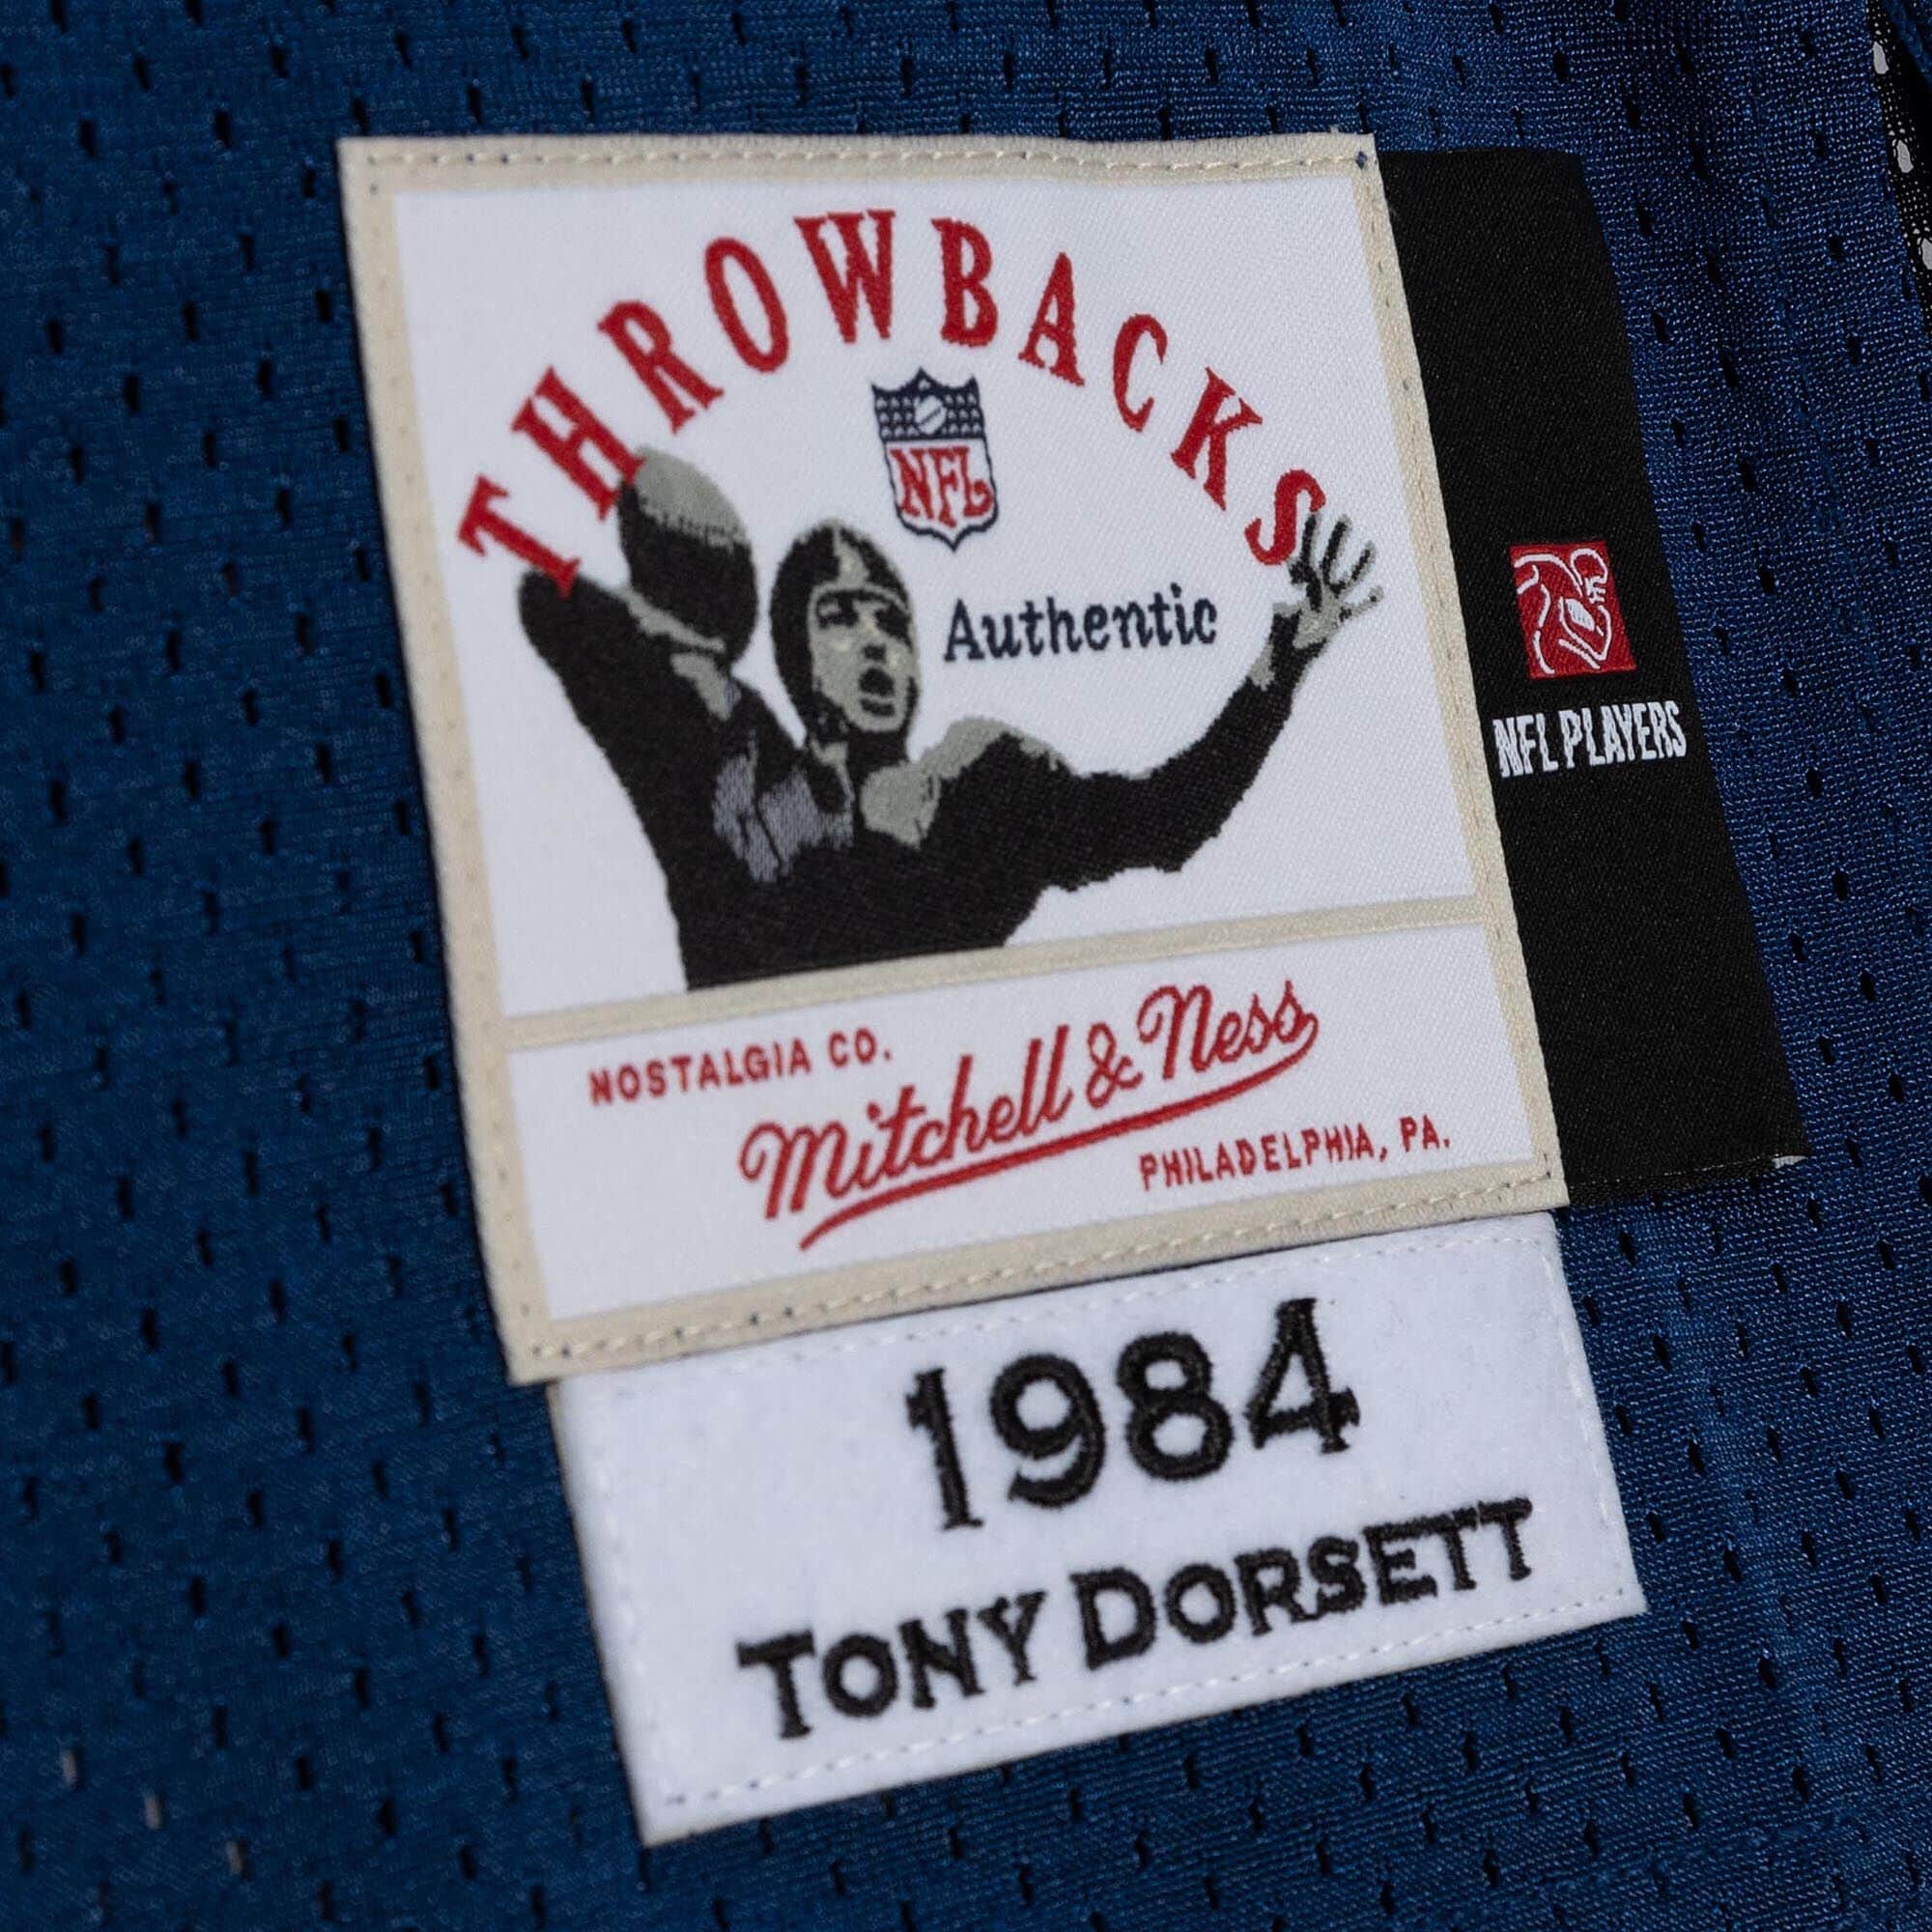 THROWBACKS
NFL
Authentic
NFL PLAYERS
NOSTALGIA CO.
Mitchell & Ness
PHILADELPHIA, PA.
1984
TONY DORSETT